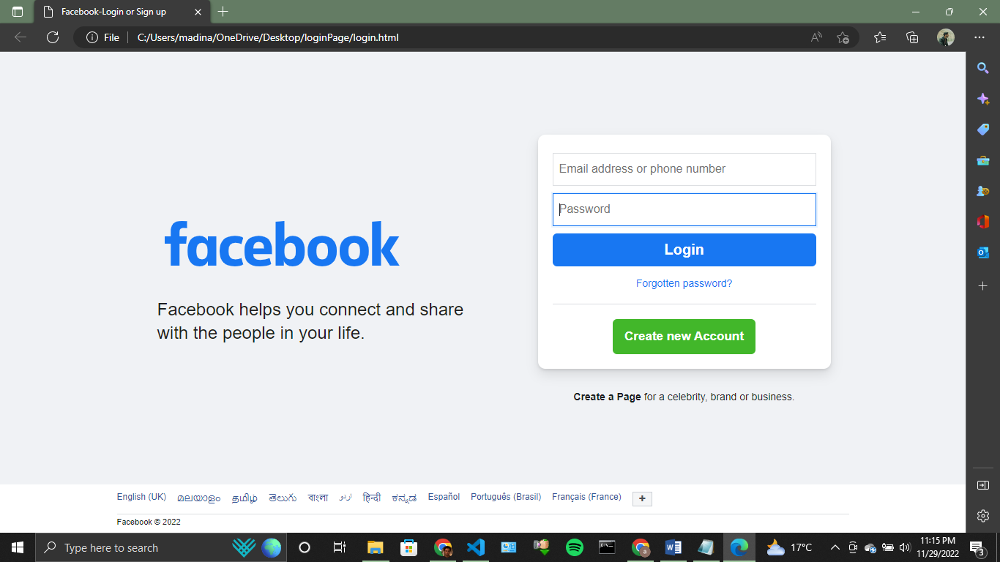 Facebook-Login or Sign up
File
C:/Users/madina/OneDrive/Desktop/loginPage/login.html
facebook
Facebook helps you connect and share
with the people in your life.
Email address or phone number
Password
Login
Forgotten password?
Create new Account
Create a Page for a celebrity, brand or business.
English (UK) മലയാളം தமிழ் తెలుగు বাংলা اردو हिन्दी ಕನ್ನಡ Español Português (Brasil) Français (France) +
Facebook © 2022
Type here to search
17°C
11:15 PM
11/29/2022
3